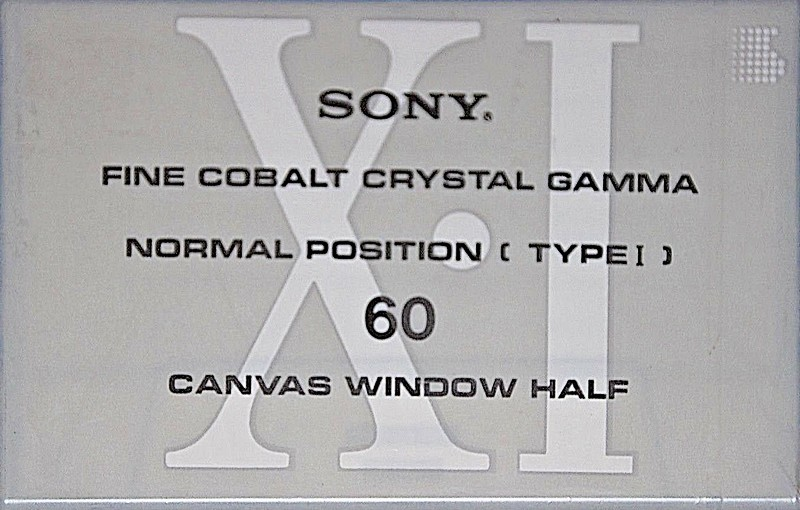 X·I
SONY®
FINE COBALT CRYSTAL GAMMA
NORMAL POSITION ( TYPE I )
60
CANVAS WINDOW HALF